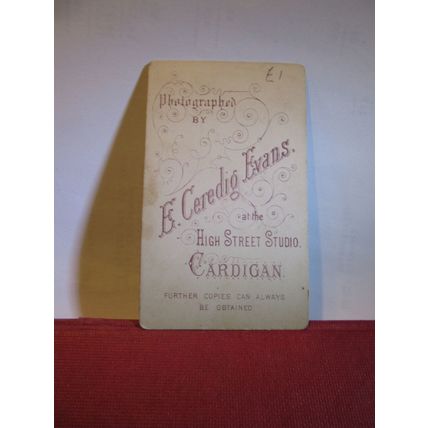 £1
Photographed
BY
E. Ceredig Evans.
at the
HIGH STREET STUDIO.
CARDIGAN.
FURTHER COPIES CAN ALWAYS
BE OBTAINED